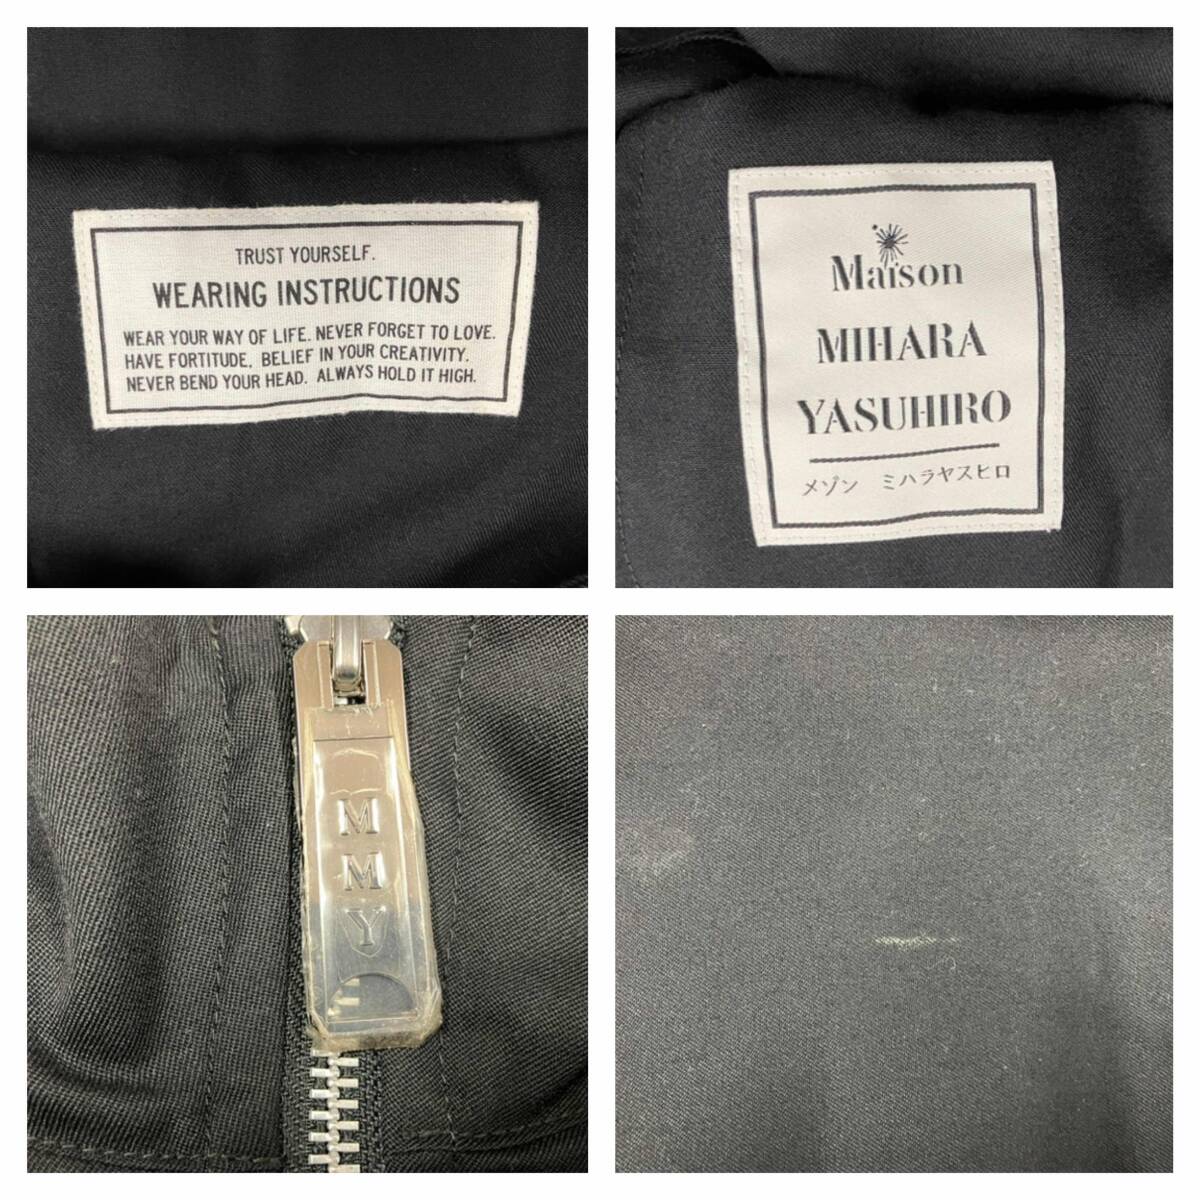 TRUST YOURSELF.
WEARING INSTRUCTIONS
WEAR YOUR WAY OF LIFE. NEVER FORGET TO LOVE.
HAVE FORTITUDE, BELIEF IN YOUR CREATIVITY.
NEVER BEND YOUR HEAD. ALWAYS HOLD IT HIGH.
Maison
MIHARA
YASUHIRO
メゾン ミハラヤスヒロ
M
M
Y